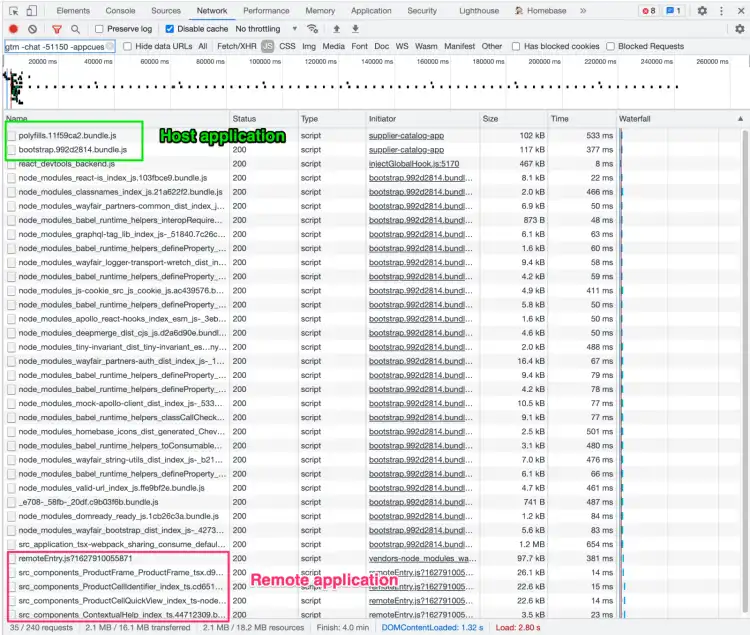 Elements Console Sources Network Performance Memory Application Security Lighthouse Homebase 8 1
Preserve log Disable cache No throttling
gtm -chat -51150 -appcues Hide data URLs All Fetch/XHR JS CSS Img Media Font Doc WS Wasm Manifest Other Has blocked cookies Blocked Requests
20000 ms 40000 ms 60000 ms 80000 ms 100000 ms 120000 ms 140000 ms 160000 ms 180000 ms 200000 ms 220000 ms 240000 ms 260000 ms
Name Status Type Initiator Size Time Waterfall
polyfills.11f59ca2.bundle.js script supplier-catalog-app 102 kB 533 ms
Host application
bootstrap.992d2814.bundle.js 200 script supplier-catalog-app 117 kB 377 ms
react_devtools_backend.js 200 script injectGlobalHook.js:5170 467 kB 8 ms
node_modules_react-is_index_js.103fbce9.bundle.js 200 script bootstrap.992d2814.bundl... 8.1 kB 22 ms
node_modules_classnames_index_js.21a622f2.bundle.js 200 script bootstrap.992d2814.bundl... 2.0 kB 466 ms
node_modules_wayfair_partners-common_dist_index_j... 200 script bootstrap.992d2814.bundl... 6.9 kB 50 ms
node_modules_babel_runtime_helpers_interopRequire... 200 script bootstrap.992d2814.bundl... 873 B 48 ms
node_modules_graphql-tag_lib_index_js-_51840.7c26c... 200 script bootstrap.992d2814.bundl... 6.1 kB 63 ms
node_modules_babel_runtime_helpers_defineProperty_... 200 script bootstrap.992d2814.bundl... 1.6 kB 60 ms
node_modules_wayfair_logger-transport-wretch_dist_in... 200 script bootstrap.992d2814.bundl... 9.4 kB 58 ms
node_modules_babel_runtime_helpers_defineProperty_... 200 script bootstrap.992d2814.bundl... 4.2 kB 59 ms
node_modules_js-cookie_src_js_cookie_js.ac439576.b... 200 script bootstrap.992d2814.bundl... 4.9 kB 411 ms
node_modules_babel_runtime_helpers_defineProperty_... 200 script bootstrap.992d2814.bundl... 5.8 kB 50 ms
node_modules_apollo_react-hooks_index_esm_js-_3eb... 200 script bootstrap.992d2814.bundl... 1.6 kB 50 ms
node_modules_deepmerge_dist_cjs_js.d2a6d90e.bundl... 200 script bootstrap.992d2814.bundl... 4.6 kB 50 ms
node_modules_tiny-invariant_dist_tiny-invariant_es...ny... 200 script bootstrap.992d2814.bundl... 2.0 kB 488 ms
node_modules_wayfair_partners-auth_dist_index_js-_1... 200 script bootstrap.992d2814.bundl... 16.4 kB 67 ms
node_modules_babel_runtime_helpers_defineProperty_... 200 script bootstrap.992d2814.bundl... 9.4 kB 79 ms
node_modules_babel_runtime_helpers_defineProperty_... 200 script bootstrap.992d2814.bundl... 4.2 kB 78 ms
node_modules_mock-apollo-client_dist_index_js-_533... 200 script bootstrap.992d2814.bundl... 10.5 kB 77 ms
node_modules_babel_runtime_helpers_classCallCheck... 200 script bootstrap.992d2814.bundl... 9.1 kB 77 ms
node_modules_homebase_icons_dist_generated_Chev... 200 script bootstrap.992d2814.bundl... 2.5 kB 501 ms
node_modules_babel_runtime_helpers_toConsumable... 200 script bootstrap.992d2814.bundl... 3.1 kB 480 ms
node_modules_wayfair_string-utils_dist_index_js-_b21... 200 script bootstrap.992d2814.bundl... 7.0 kB 476 ms
node_modules_babel_runtime_helpers_defineProperty_... 200 script bootstrap.992d2814.bundl... 6.1 kB 66 ms
node_modules_valid-url_index_js.ffe9bf2e.bundle.js 200 script bootstrap.992d2814.bundl... 4.7 kB 461 ms
_e708-_58fb-_20df.c9b03f6b.bundle.js 200 script bootstrap.992d2814.bundl... 741 B 487 ms
node_modules_domready_ready_js.1cb26c3a.bundle.js 200 script bootstrap.992d2814.bundl... 1.2 kB 84 ms
node_modules_wayfair_bootstrap_dist_index_js-_4273... 200 script bootstrap.992d2814.bundl... 5.6 kB 83 ms
src_application_tsx-webpack_sharing_consume_defaul... 200 script bootstrap.992d2814.bundl... 1.2 MB 654 ms
remoteEntry.js?1627910055871 200 script vendors-node_modules_wa... 97.7 kB 381 ms
src_components_ProductFrame_ProductFrame_tsx.d9... 200 script remoteEntry.js?162791005... 26.1 kB 14 ms
Remote application
src_components_ProductCellIdentifier_index_ts.cd651... 200 script remoteEntry.js?162791005... 22.6 kB 15 ms
src_components_ProductCellQuickView_index_ts-node... 200 script remoteEntry.js?162791005... 22.6 kB 14 ms
src_components_ContextualHelp_index_ts.44712309.b... 200 script remoteEntry.js?162791005... 3.5 kB 23 ms
35 / 240 requests 2.1 MB / 16.1 MB transferred 2.1 MB / 18.2 MB resources Finish: 4.0 min DOMContentLoaded: 1.32 s Load: 2.80 s